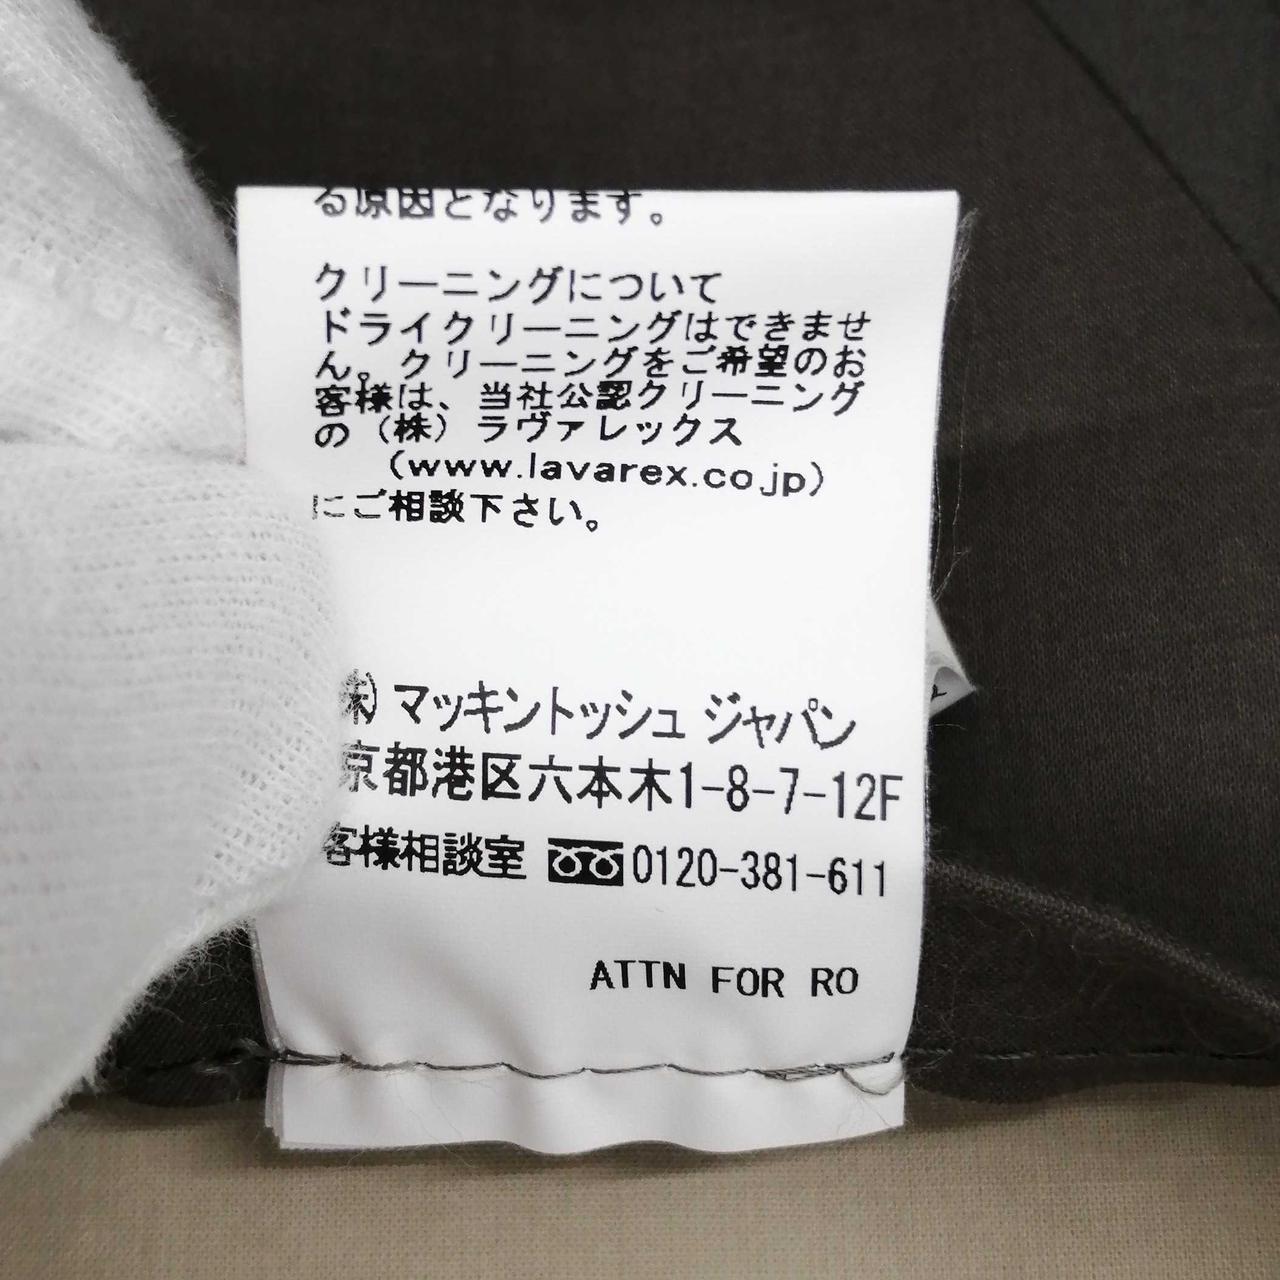 る原因となります。
クリーニングについて
ドライクリーニングはできませ
ん。クリーニングをご希望のお
客様は、当社公認クリーニング
の（株）ラヴァレックス
(www.lavarex.co.jp)
にご相談下さい。
㈱ マッキントッシュ ジャパン
京都港区六本木1-8-7-12F
客様相談室 0120-381-611
ATTN FOR RO